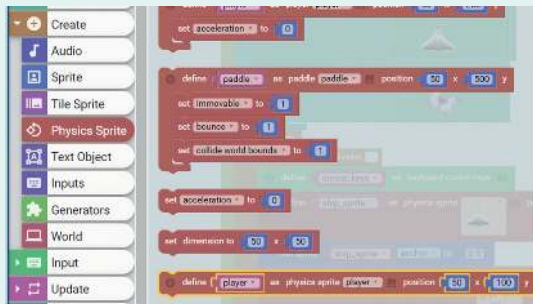 Create
Audio
Sprite
Tile Sprite
Physics Sprite
Text Object
Inputs
Generators
World
Input
Update
set acceleration to 0
define paddle as paddle paddle position 50 x 500 y
set immovable to 1
set bounce to 1
set collide world bounds to 1
set acceleration to 0
set dimension to 50 x 50
define player as physics sprite player position 50 x 100 y